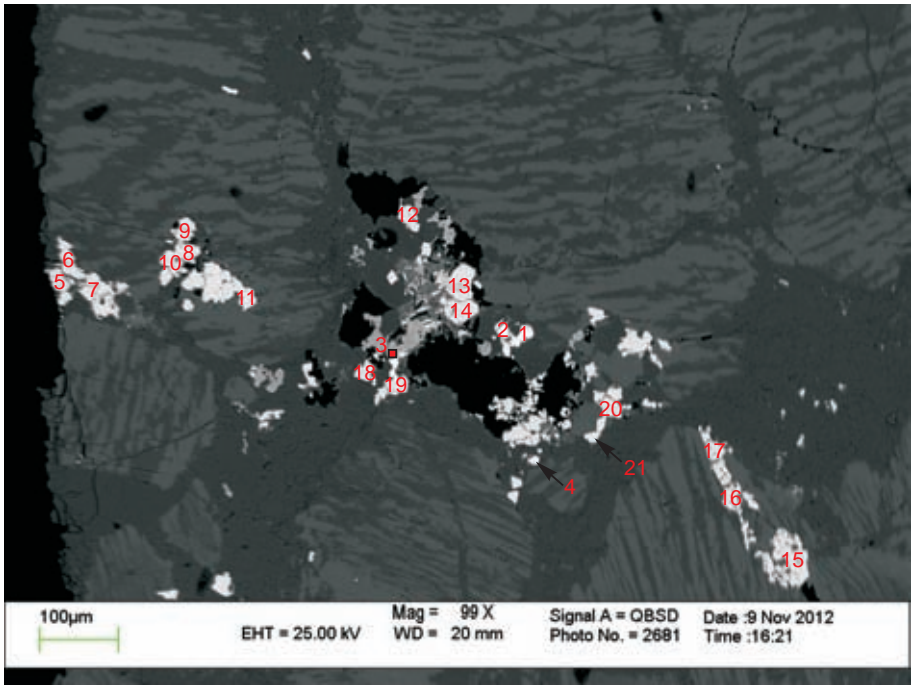 12
9
8
10
6
5
7
11
13
14
2
1
3
18
19
20
21
4
17
16
15
100µm
EHT = 25.00 kV
Mag = 99 X
WD = 20 mm
Signal A = QBSD
Photo No. = 2681
Date :9 Nov 2012
Time :16:21